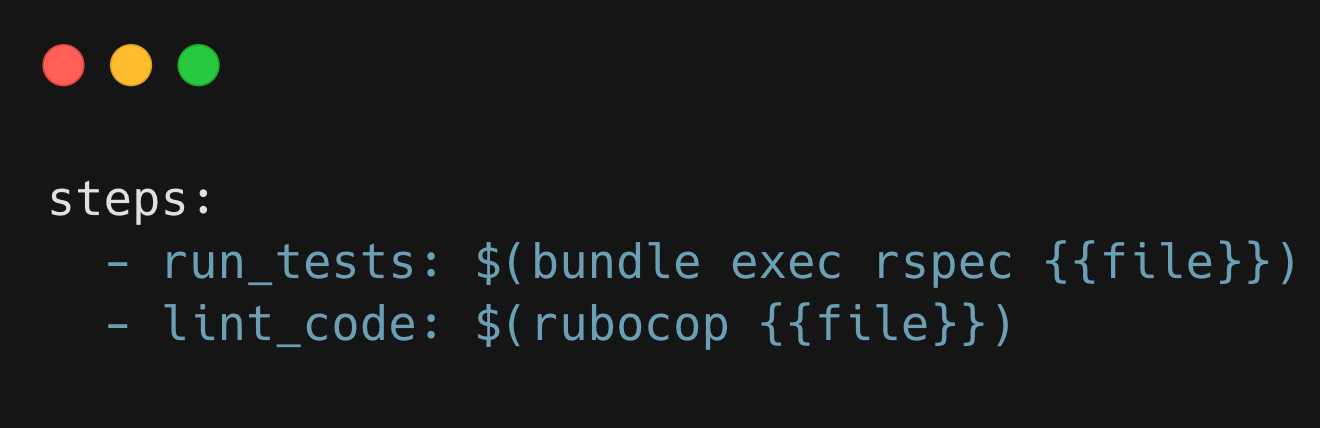 steps:
  - run_tests: $(bundle exec rspec {{file}})
  - lint_code: $(rubocop {{file}})